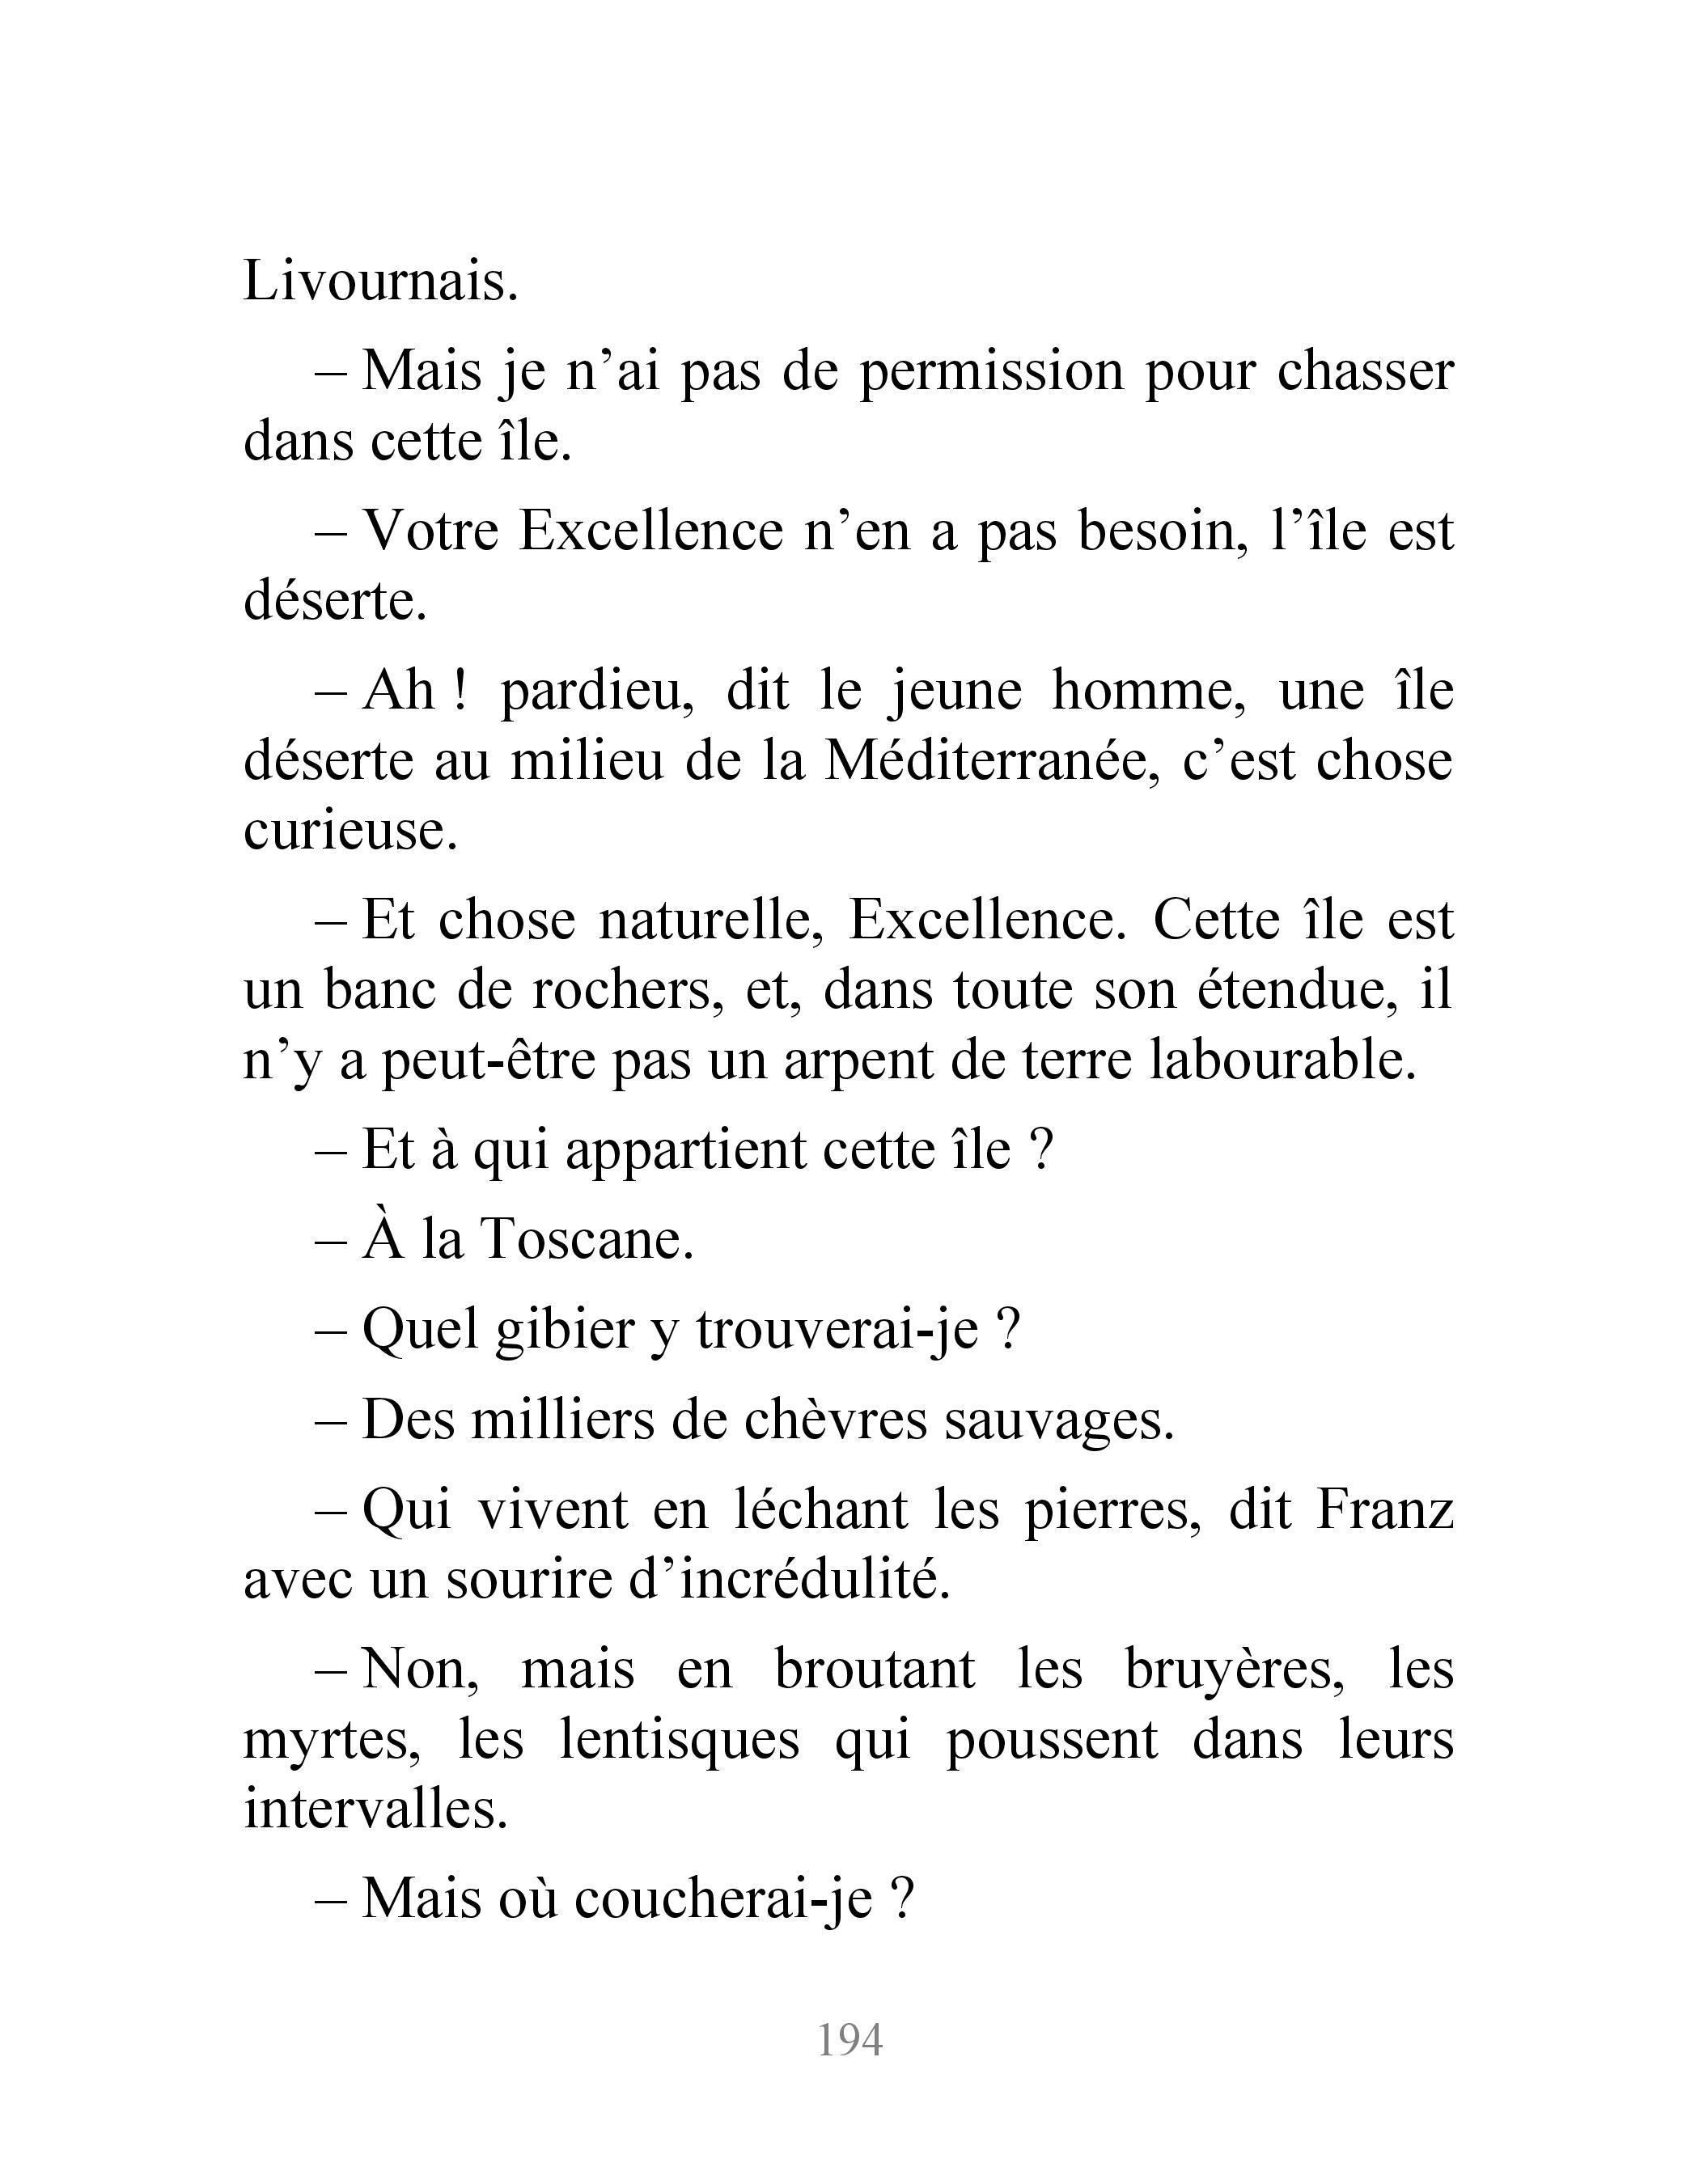 Livournais.
– Mais je n’ai pas de permission pour chasser
dans cette île.
– Votre Excellence n’en a pas besoin, l’île est
déserte.
– Ah ! pardieu, dit le jeune homme, une île
déserte au milieu de la Méditerranée, c’est chose
curieuse.
– Et chose naturelle, Excellence. Cette île est
un banc de rochers, et, dans toute son étendue, il
n’y a peut-être pas un arpent de terre labourable.
– Et à qui appartient cette île ?
– À la Toscane.
– Quel gibier y trouverai-je ?
– Des milliers de chèvres sauvages.
– Qui vivent en léchant les pierres, dit Franz
avec un sourire d’incrédulité.
– Non, mais en broutant les bruyères, les
myrtes, les lentisques qui poussent dans leurs
intervalles.
– Mais où coucherai-je ?
194